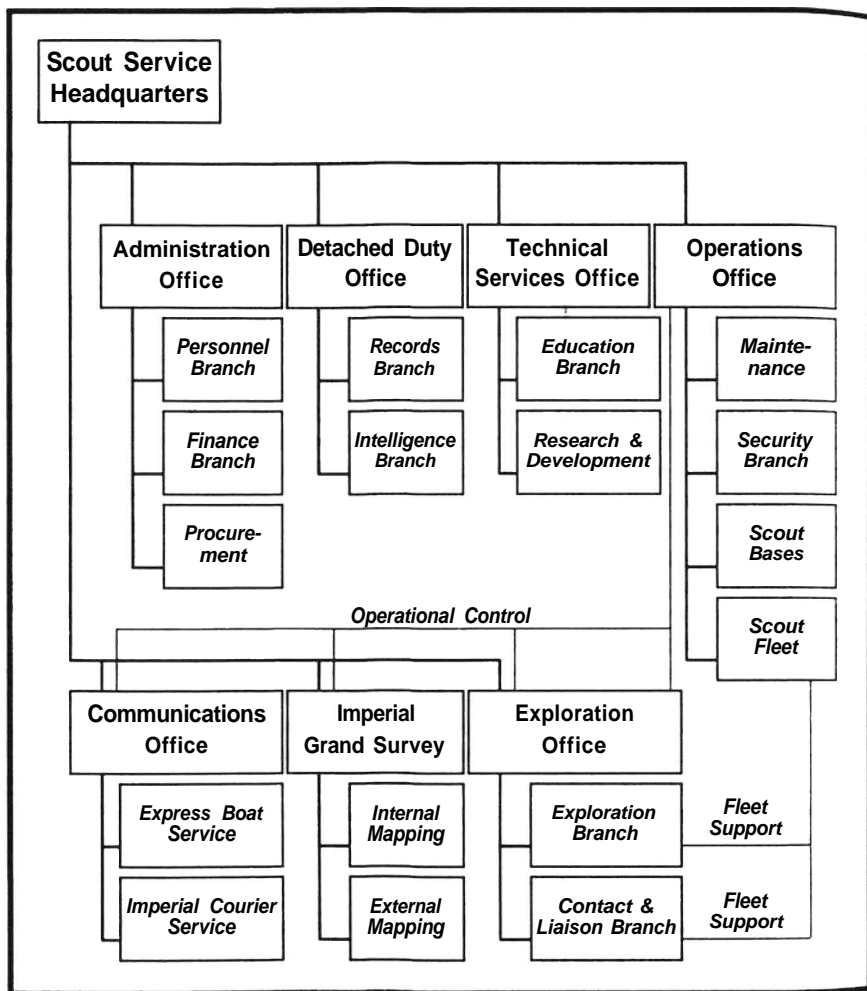 Scout Service
Headquarters
Administration
Office
Detached Duty
Office
Technical
Services Office
Operations
Office
Personnel
Branch
Records
Branch
Education
Branch
Mainte-
nance
Finance
Branch
Intelligence
Branch
Research &
Development
Security
Branch
Procure-
ment
Scout
Bases
Operational Control
Scout
Fleet
Communications
Office
Imperial
Grand Survey
Exploration
Office
Express Boat
Service
Internal
Mapping
Exploration
Branch
Fleet
Support
Imperial Courier
Service
External
Mapping
Contact &
Liaison Branch
Fleet
Support